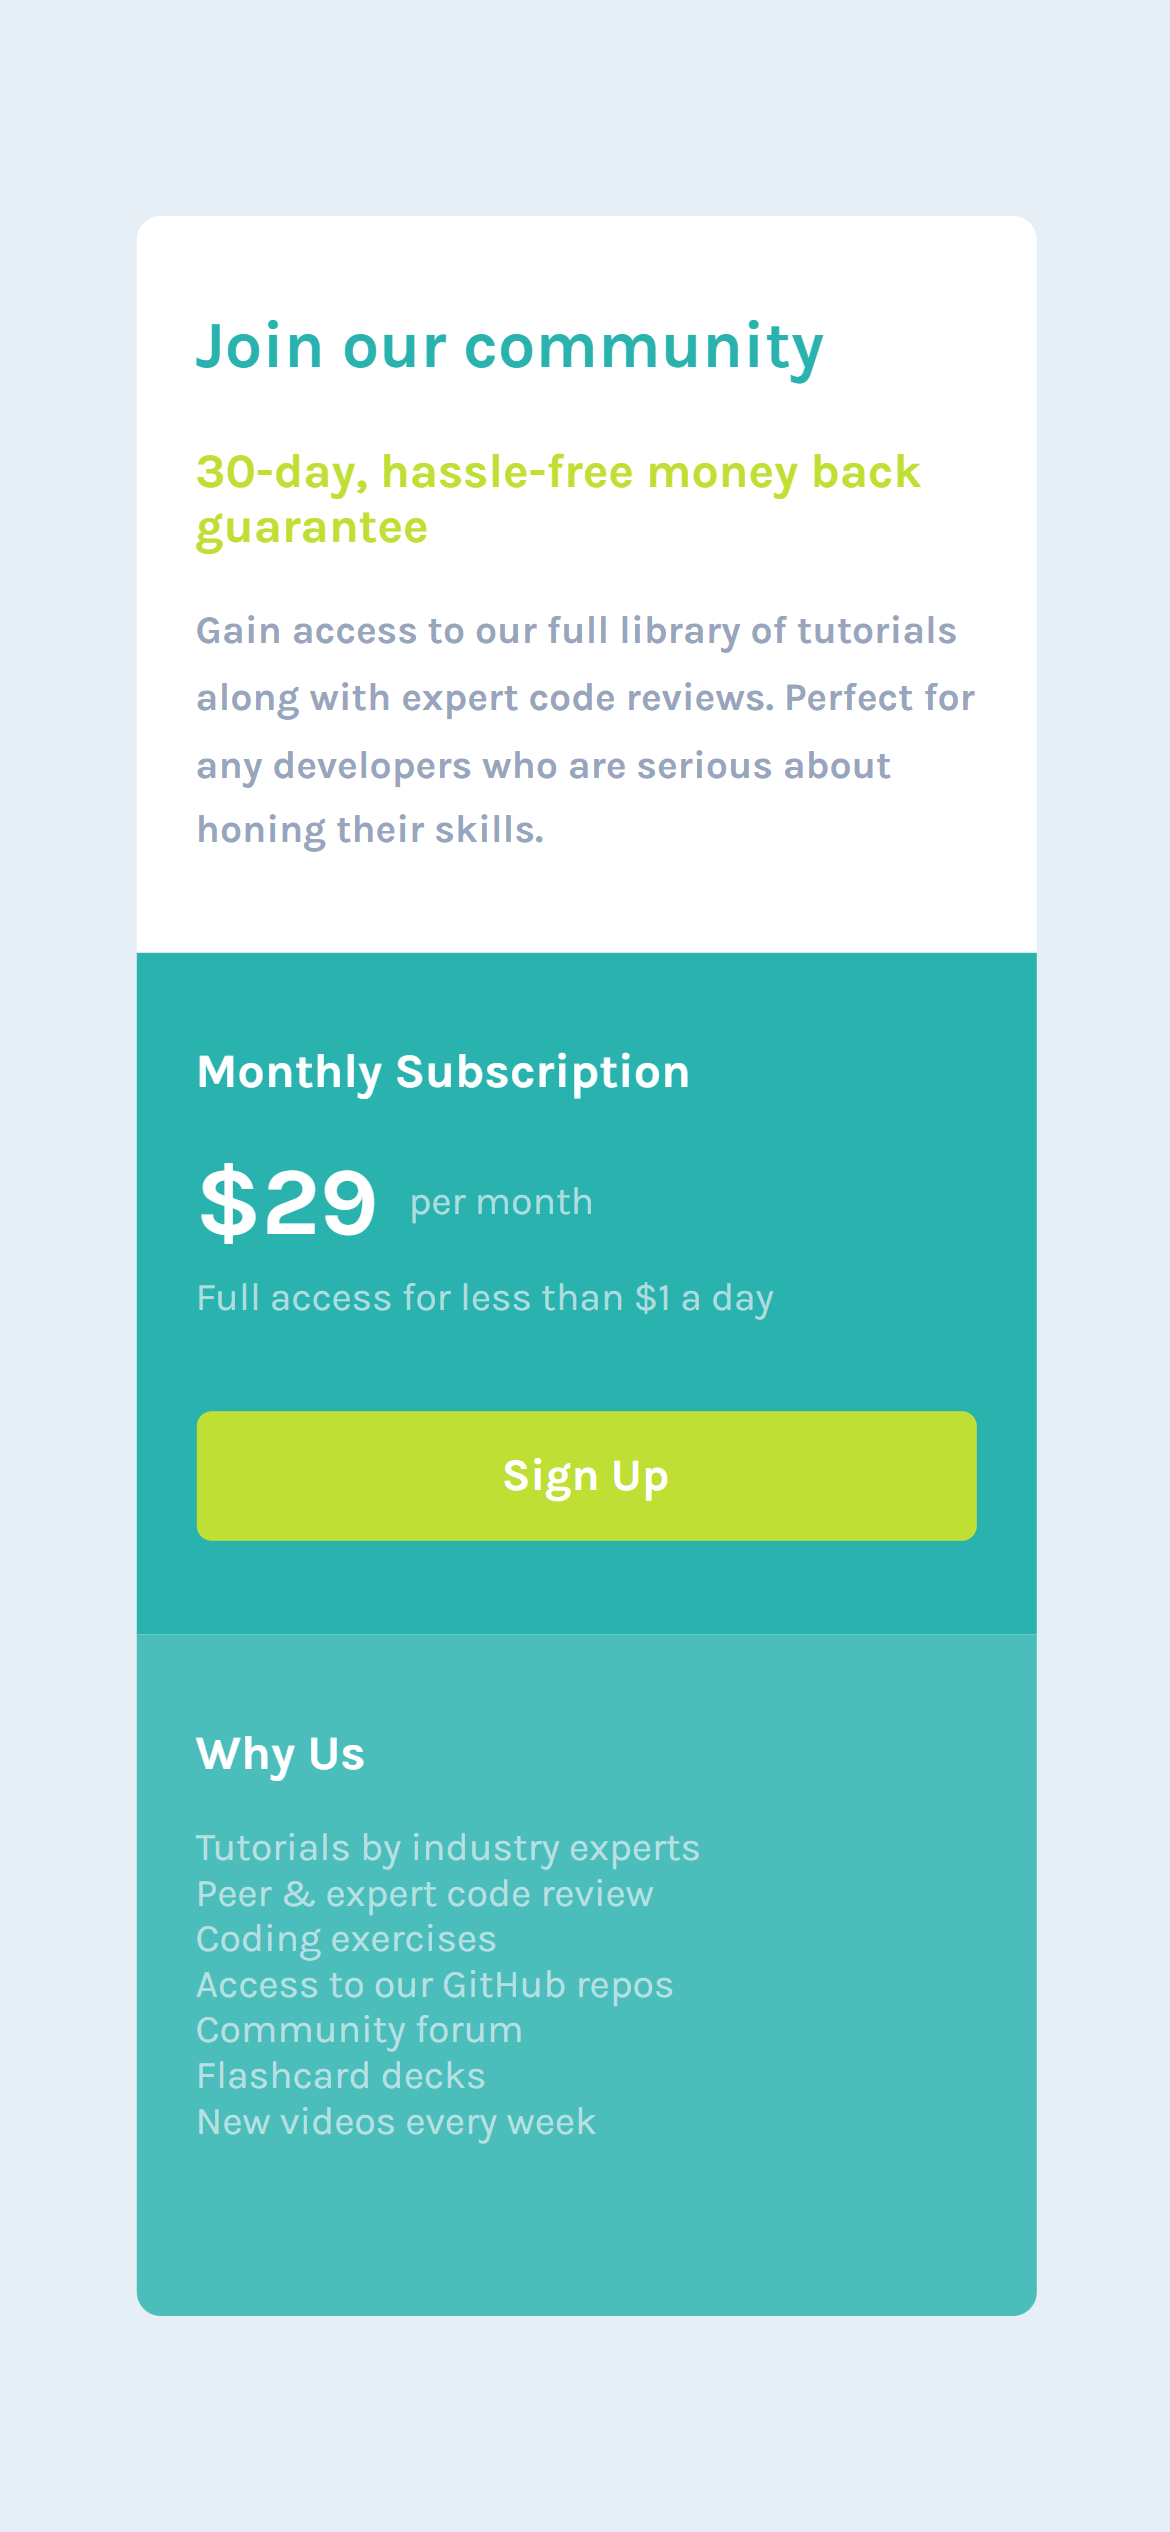 Join our community
30-day, hassle-free money back
guarantee
Gain access to our full library of tutorials
along with expert code reviews. Perfect for
any developers who are serious about
honing their skills.
Monthly Subscription
$29 per month
Full access for less than $1 a day
Sign Up
Why Us
Tutorials by industry experts
Peer & expert code review
Coding exercises
Access to our GitHub repos
Community forum
Flashcard decks
New videos every week